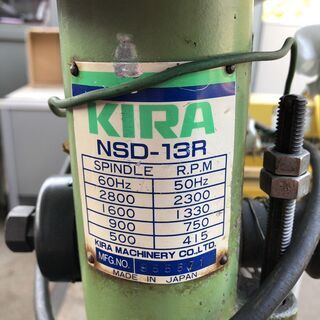 KIRA
NSD-13R
SPINDLE R.P.M
60Hz 50Hz
2800 2300
1600 1330
900 750
500 415
KIRA MACHINERY CO.,LTD.
MFG.NO.
MADE IN JAPAN